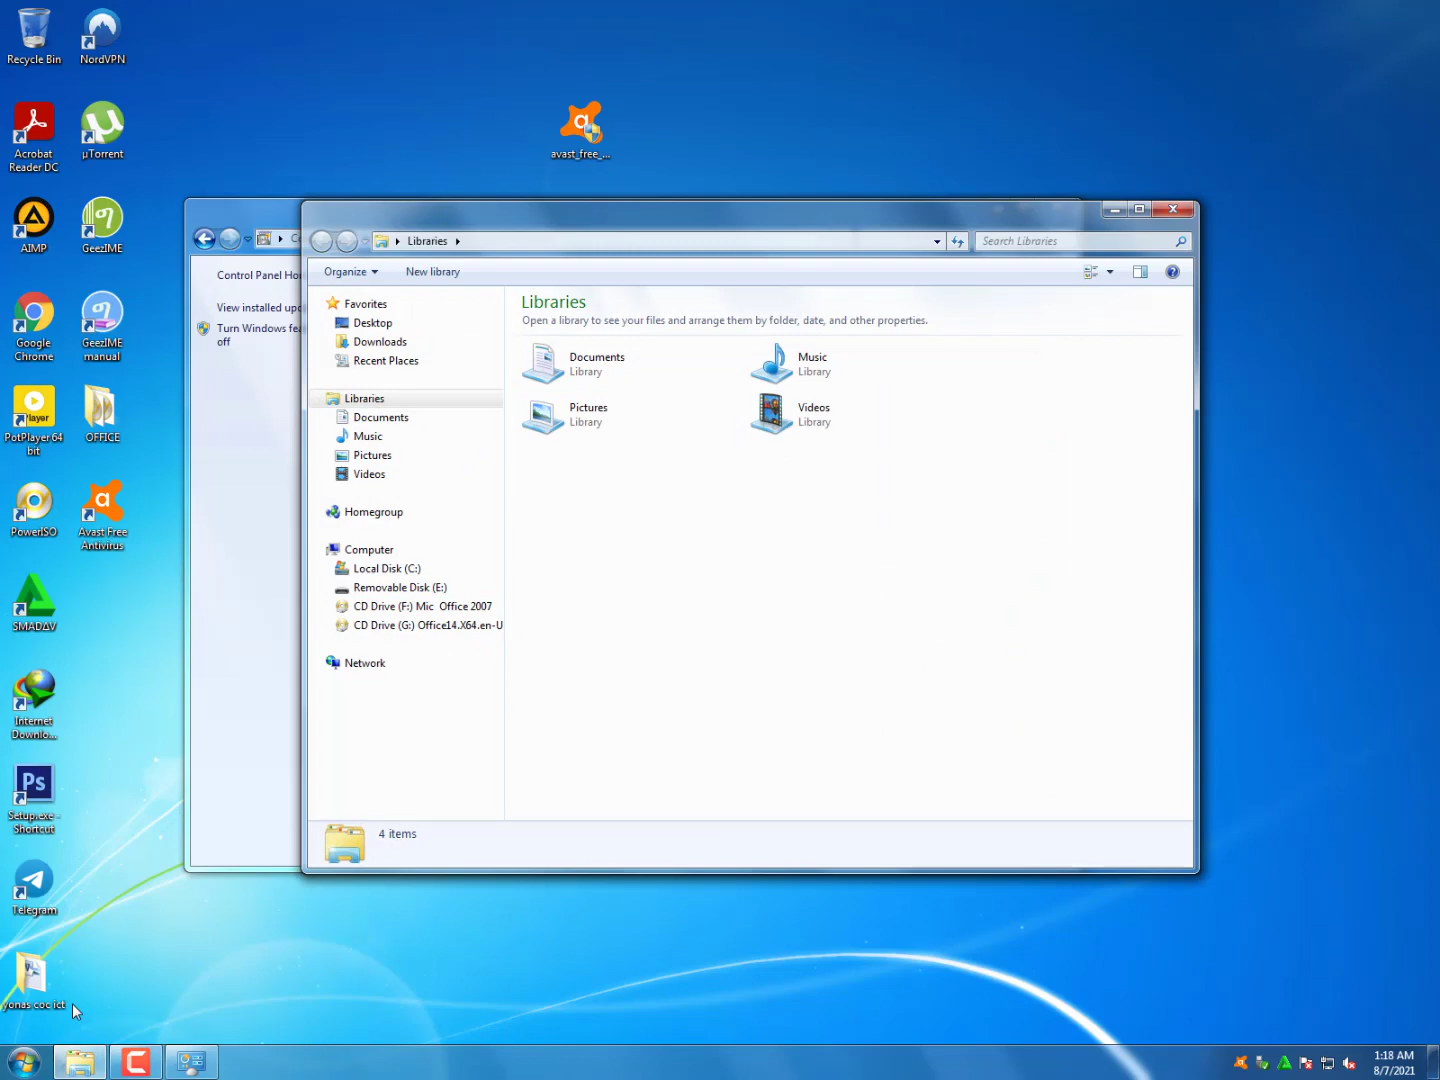 Recycle Bin
NordVPN
Acrobat
Reader DC
µTorrent
avast_free_...
AIMP
GeezIME
Google
Chrome
GeezIME
manual
Player
PotPlayer 64
bit
OFFICE
PowerISO
Avast Free
Antivirus
SMADAV
Internet
Downlo...
Ps
Setup.exe -
Shortcut
Telegram
yonas coc ict
Control Panel Ho
View installed upd
Turn Windows fea
off
Libraries
Search Libraries
Organize
New library
Favorites
Desktop
Downloads
Recent Places
Libraries
Documents
Music
Pictures
Videos
Homegroup
Computer
Local Disk (C:)
Removable Disk (E:)
CD Drive (F:) Mic Office 2007
CD Drive (G:) Office14.X64.en-U
Network
Libraries
Open a library to see your files and arrange them by folder, date, and other properties.
Documents
Library
Music
Library
Pictures
Library
Videos
Library
4 items
1:18 AM
8/7/2021